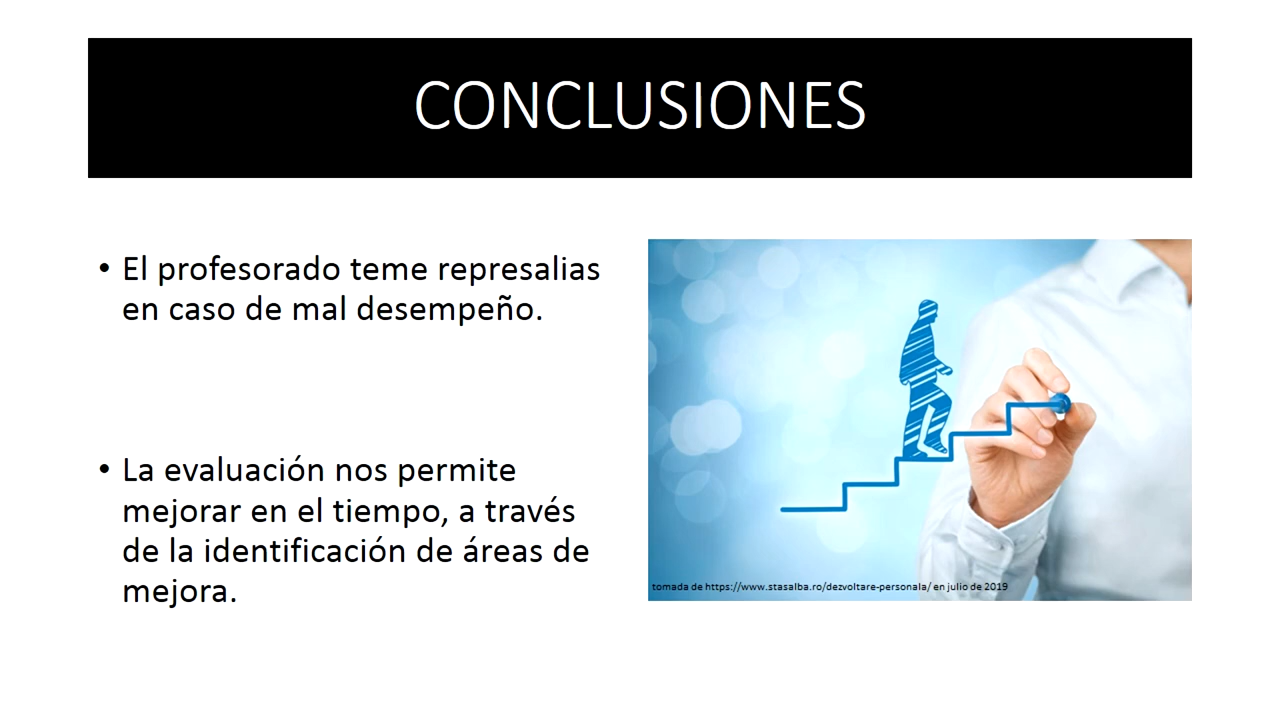 CONCLUSIONES
• El profesorado teme represalias
en caso de mal desempeño.
• La evaluación nos permite
mejorar en el tiempo, a través
de la identificación de áreas de
mejora.
tomada de https://www.stasalba.ro/dezvoltare-personala/ en julio de 2019